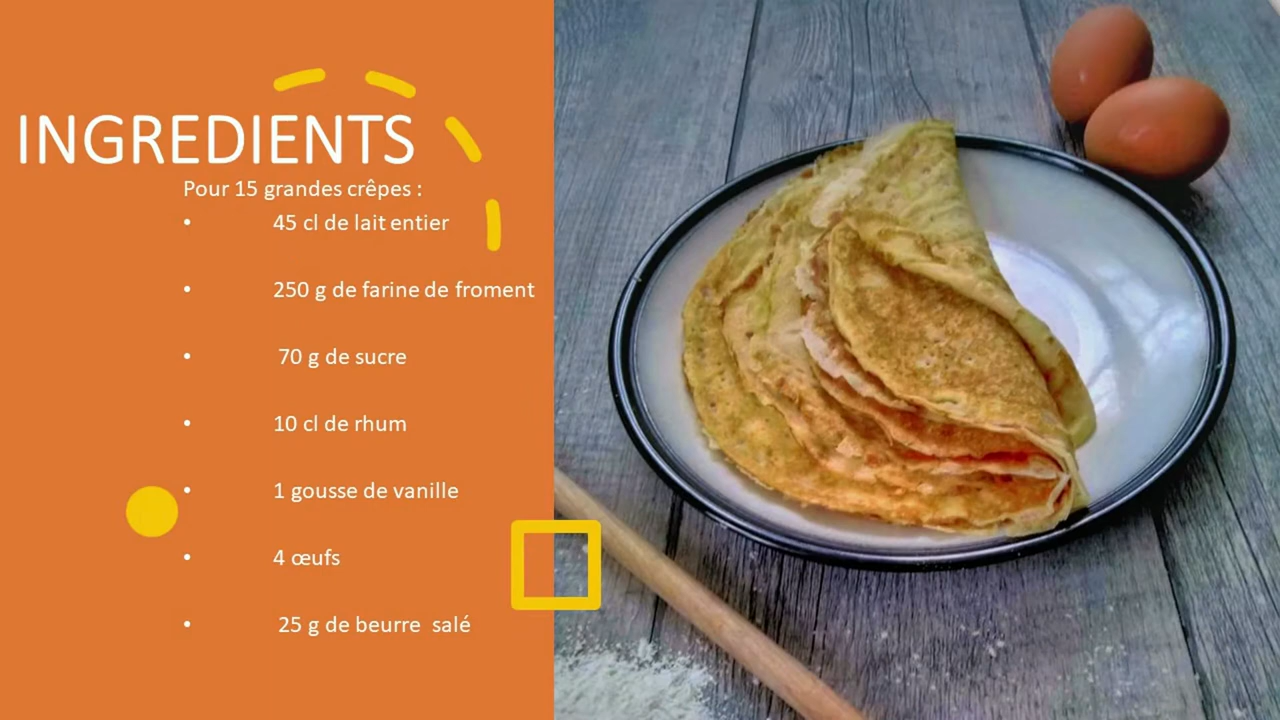 INGREDIENTS
Pour 15 grandes crêpes :
• 45 cl de lait entier
• 250 g de farine de froment
• 70 g de sucre
• 10 cl de rhum
• 1 gousse de vanille
• 4 œufs
• 25 g de beurre salé